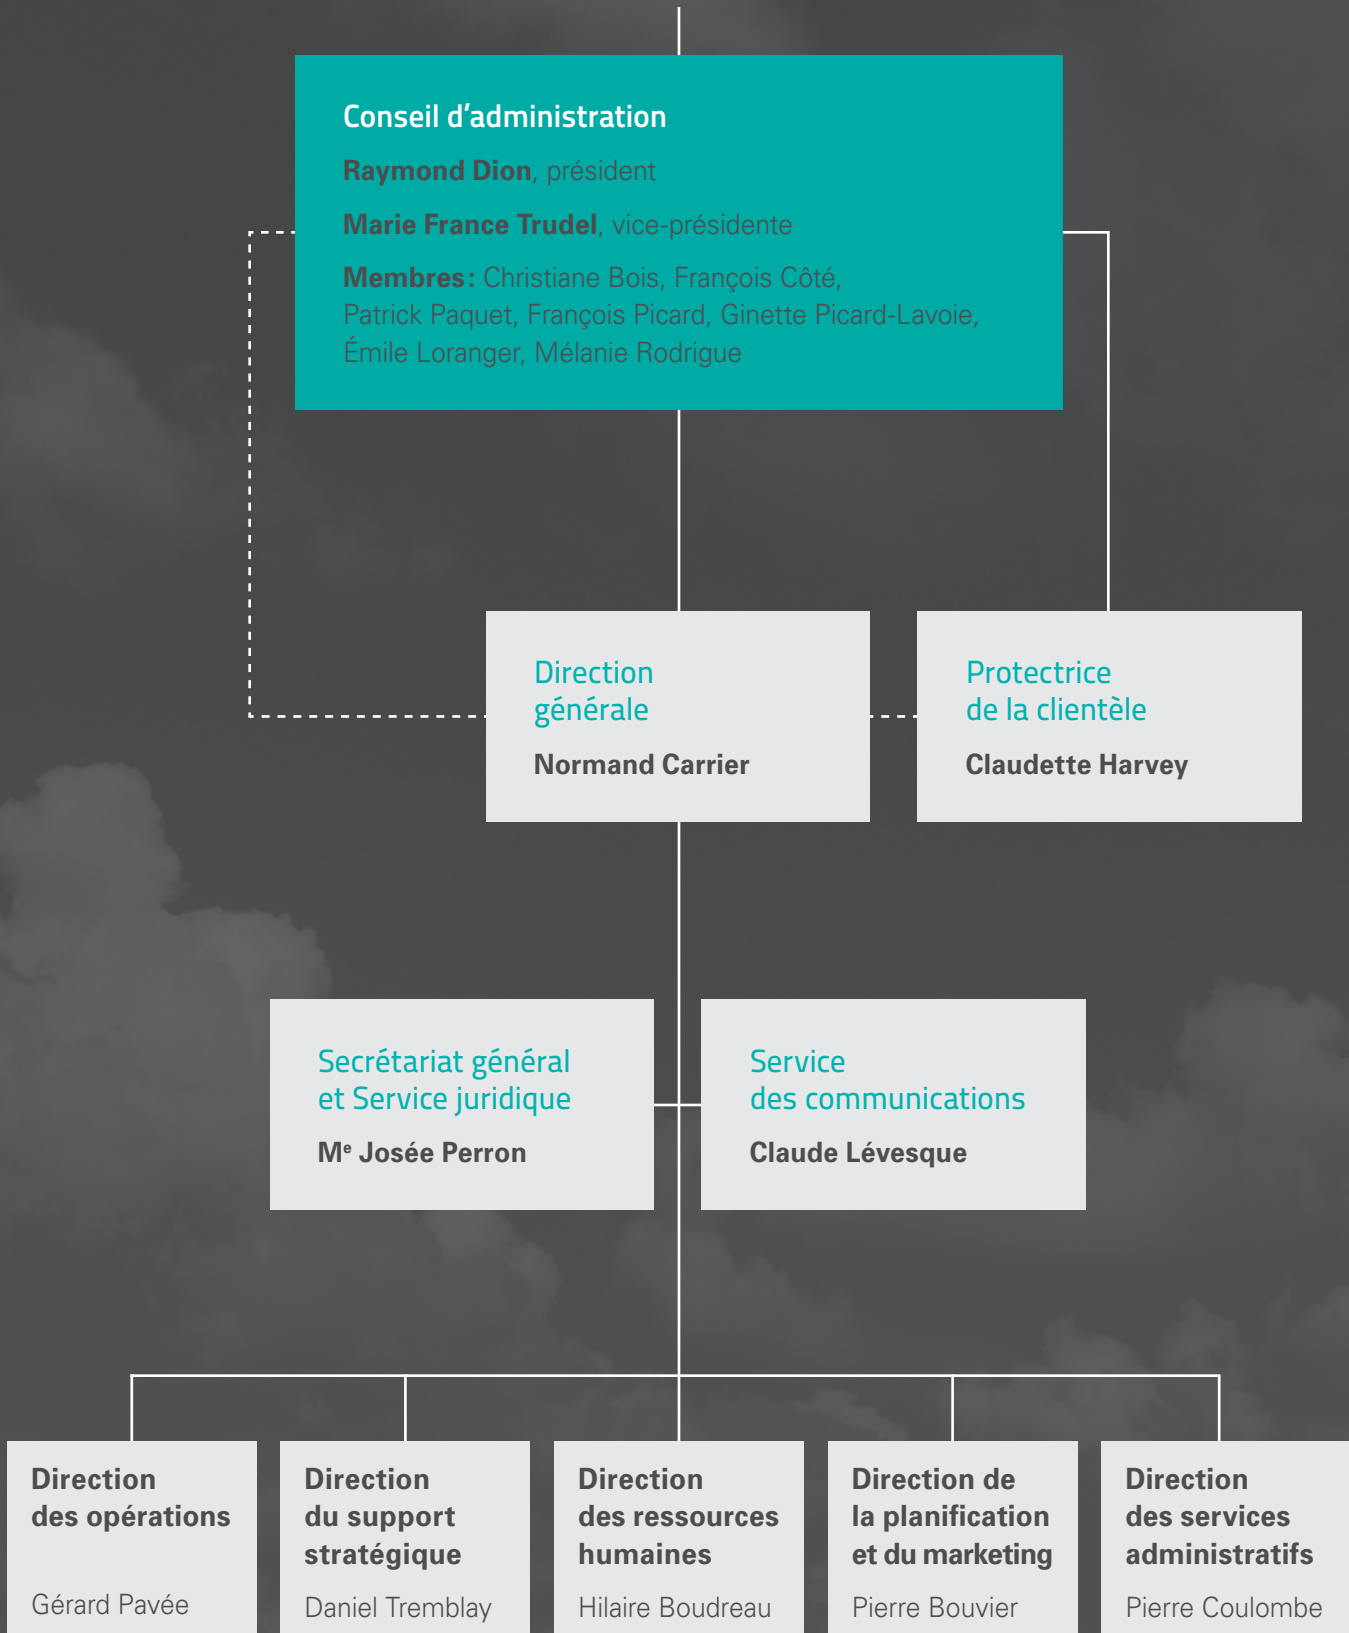 Conseil d'administration
Raymond Dion, président
Marie France Trudel, vice-présidente
Membres : Christiane Bois, François Côté,
Patrick Paquet, François Picard, Ginette Picard-Lavoie,
Émile Loranger, Mélanie Rodrigue
Direction
générale
Normand Carrier
Protectrice
de la clientèle
Claudette Harvey
Secrétariat général
et Service juridique
Me Josée Perron
Service
des communications
Claude Lévesque
Direction
des opérations
Gérard Pavée
Direction
du support
stratégique
Daniel Tremblay
Direction
des ressources
humaines
Hilaire Boudreau
Direction de
la planification
et du marketing
Pierre Bouvier
Direction
des services
administratifs
Pierre Coulombe